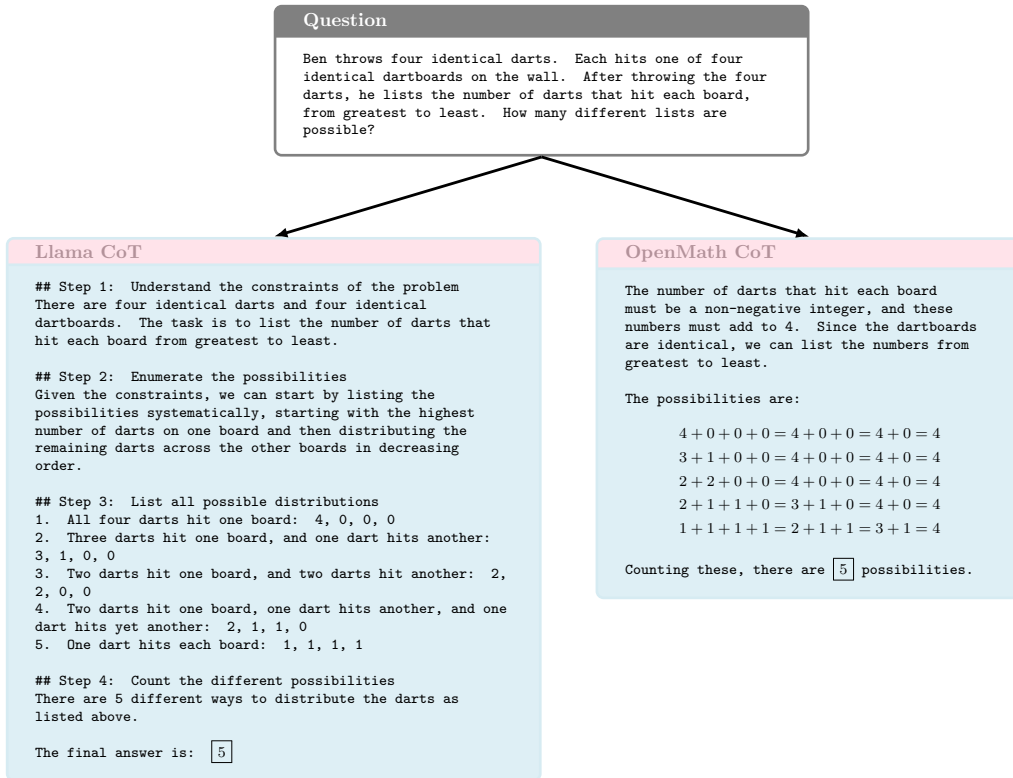 Question
Ben throws four identical darts. Each hits one of four
identical dartboards on the wall. After throwing the four
darts, he lists the number of darts that hit each board,
from greatest to least. How many different lists are
possible?
Llama CoT
## Step 1: Understand the constraints of the problem
There are four identical darts and four identical
dartboards. The task is to list the number of darts that
hit each board from greatest to least.
## Step 2: Enumerate the possibilities
Given the constraints, we can start by listing the
possibilities systematically, starting with the highest
number of darts on one board and then distributing the
remaining darts across the other boards in decreasing
order.
## Step 3: List all possible distributions
1. All four darts hit one board: 4, 0, 0, 0
2. Three darts hit one board, and one dart hits another:
3, 1, 0, 0
3. Two darts hit one board, and two darts hit another: 2,
2, 0, 0
4. Two darts hit one board, one dart hits another, and one
dart hits yet another: 2, 1, 1, 0
5. One dart hits each board: 1, 1, 1, 1
## Step 4: Count the different possibilities
There are 5 different ways to distribute the darts as
listed above.
The final answer is: 5
OpenMath CoT
The number of darts that hit each board
must be a non-negative integer, and these
numbers must add to 4. Since the dartboards
are identical, we can list the numbers from
greatest to least.
The possibilities are:
4 + 0 + 0 + 0 = 4 + 0 + 0 = 4 + 0 = 4
3 + 1 + 0 + 0 = 4 + 0 + 0 = 4 + 0 = 4
2 + 2 + 0 + 0 = 4 + 0 + 0 = 4 + 0 = 4
2 + 1 + 1 + 0 = 3 + 1 + 0 = 4 + 0 = 4
1 + 1 + 1 + 1 = 2 + 1 + 1 = 3 + 1 = 4
Counting these, there are 5 possibilities.